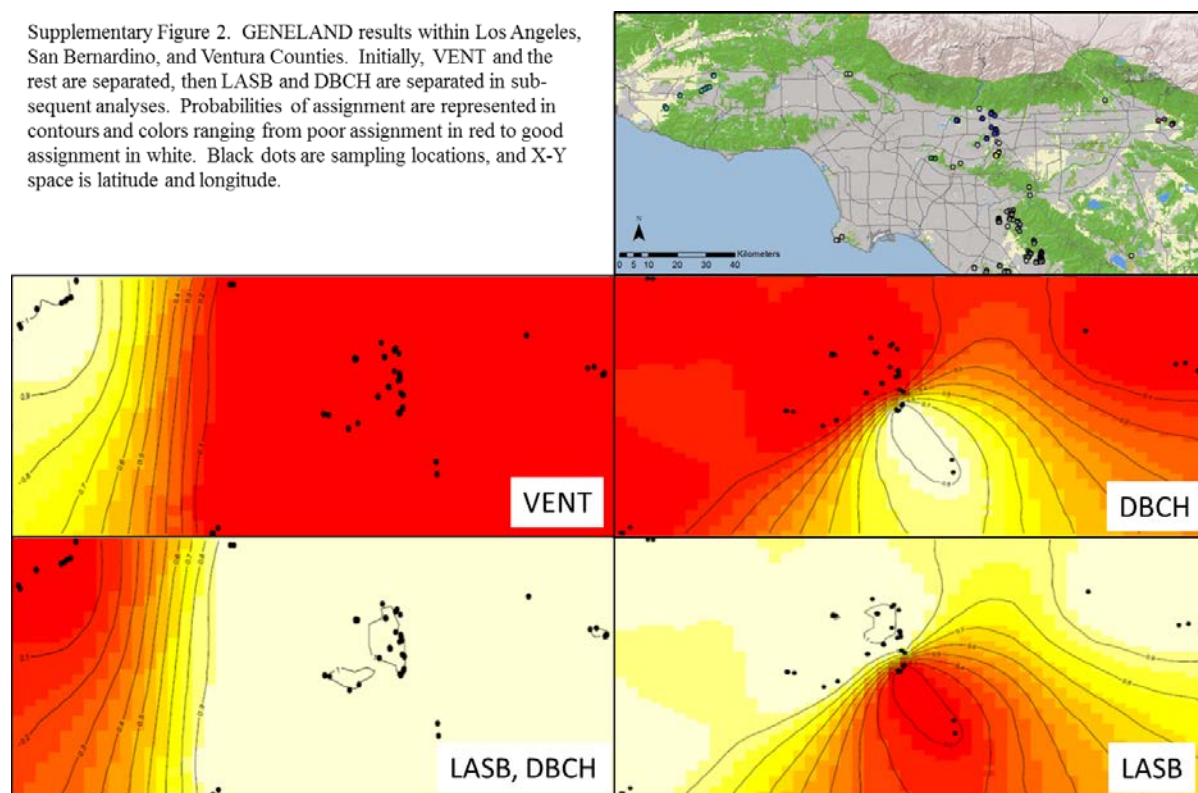 Supplementary Figure 2. GENELAND results within Los Angeles,
San Bernardino, and Ventura Counties. Initially, VENT and the
rest are separated, then LASB and DBCH are separated in sub-
sequent analyses. Probabilities of assignment are represented in
contours and colors ranging from poor assignment in red to good
assignment in white. Black dots are sampling locations, and X-Y
space is latitude and longitude.
N
Kilometers
0 5 10 20 30 40
VENT
DBCH
LASB, DBCH
LASB